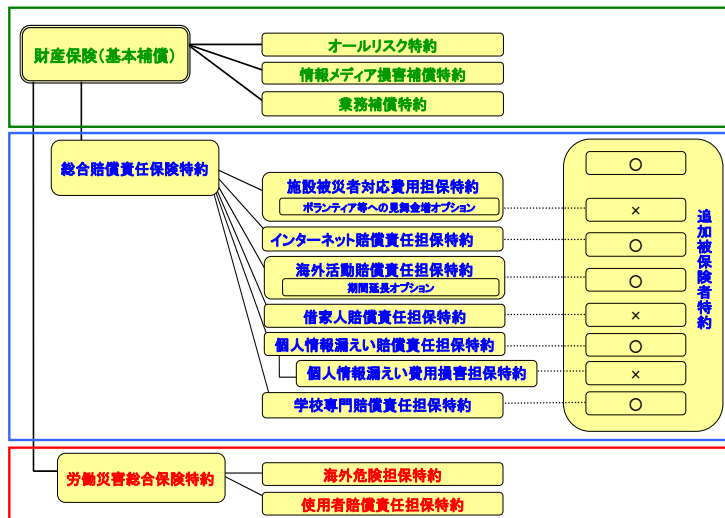 財産保険(基本補償)
オールリスク特約
情報メディア損害補償特約
業務補償特約
総合賠償責任保険特約
○
施設被災者対応費用担保特約
ボランティア等への見舞金増オプション
×
インターネット賠償責任担保特約
○
海外活動賠償責任担保特約
期間延長オプション
○
借家人賠償責任担保特約
×
個人情報漏えい賠償責任担保特約
○
個人情報漏えい費用損害担保特約
×
学校専門賠償責任担保特約
○
追加被保険者特約
労働災害総合保険特約
海外危険担保特約
使用者賠償責任担保特約